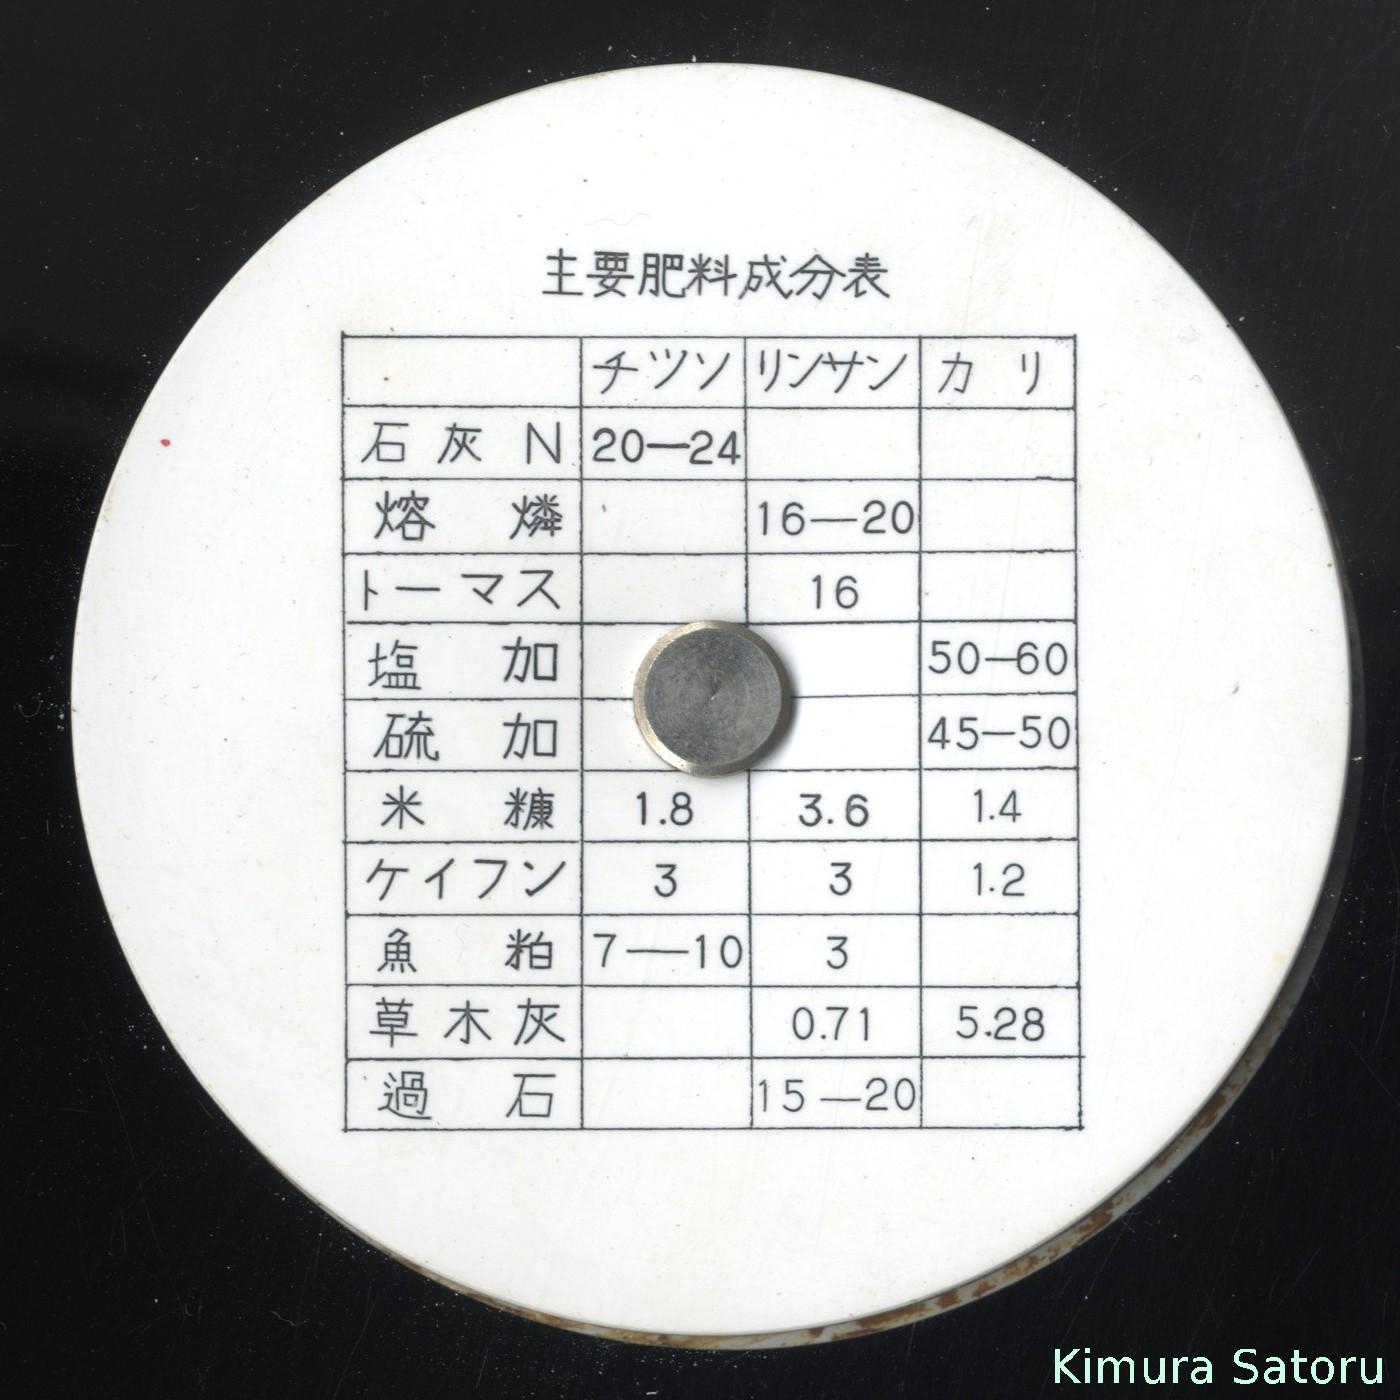 主要肥料成分表
チツソ リンサン カリ
石灰N 20—24
熔燐 16—20
トーマス 16
塩加 50—60
硫加 45—50
米糠 1.8 3.6 1.4
ケイフン 3 3 1.2
魚粕 7—10 3
草木灰 0.71 5.28
過石 15—20
Kimura Satoru